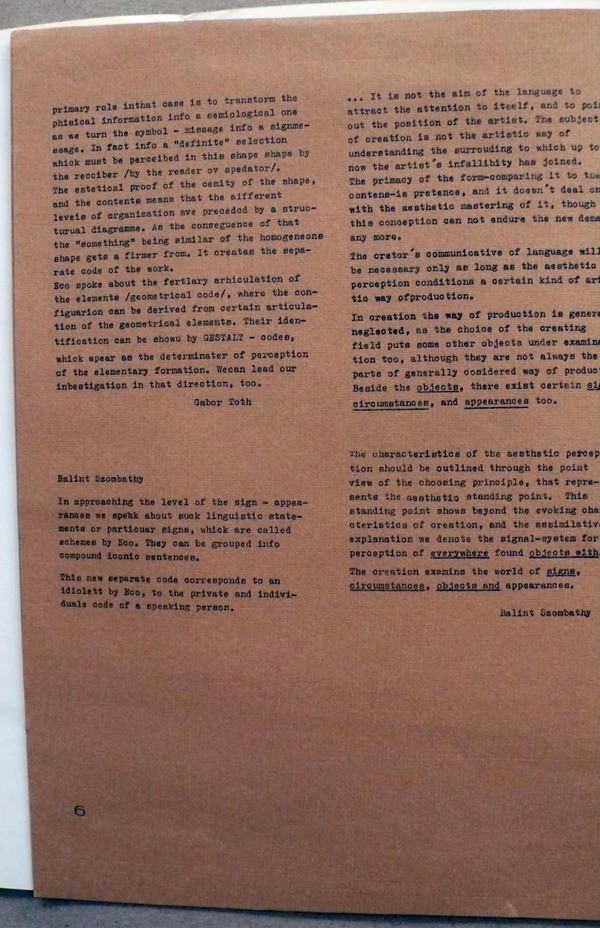 primary role inthat case is to transtorm the
phisical information info a semiological one
as we turn the symbol - missage info a signme-
ssage. In fact info a "definite" selection
whick must be perceibed in this shape shape by
the recciber /by the reader ov spedator/.
The estetical proof of the osmity of the shape,
and the contents means that the different
levels of organization ave preceded by a struc-
turual diagramme. As the consequence of that
the "something" being similar of the homogeneons
shape gets a firmer from. It creates the sepa-
rate code of the work.
Eco spoke about the fertlary arhiculation of
the elements /geometrical code/, where the con-
figuarion can be derived from certain articula-
tion of the geometrical elements. Their iden-
tification can be showu by GESTALT - codes,
whick apear as the determinater of perception
of the elementary formation. Wecan lead our
inbestigation in that direction, too.
Gabor Toth
Balint Szombathy
In approaching the level of the sign - appea-
rances we speak about suck linguistic state-
ments or particuar signs, whick are called
schemes by Eco. They can be grouped info
compound iconic sentences.
This new separate code corresponds to an
idiolett by Eco, to the private and indivi-
duale code of a speaking person.
6
... It is not the aim of the language to
attract the attention to itself, and to poi
out the position of the artist. The subject
of creation is not the artistic way of
understanding the surrouding to which up to
now the artist´s infallibity has joined.
The primacy of the form-comparing it to the
contens-is pretence, and it doesn´t deal on
with the aesthetic mastering of it, though
this conception can not endure the new dema
any more.
The cretor´s communicative of language will
be necessary only as long as the aesthetic
perception conditions a certain kind of ar
tic way ofproduction.
In creation the way of production is genera
neglected, as the choice of the creating
field puts some other objects under examine
tion too, although they are not always the
parts of generally cosidered way of produc
Beside the objects, there exist certain si
circumstances, and appearances too.
The characteristics of the aesthetic percep
tion should be outlined through the point
view of the choosing principle, that repre-
sents the aesthetic standing point. This
standing point shows beyond the evoking cha
oteristics of creation, and the assimilative
explanation we denote the signal-system for
perception of everywhere found objects with
The creation examins the world of signs,
circumstances, objects and appearances.
Balint Szombathy